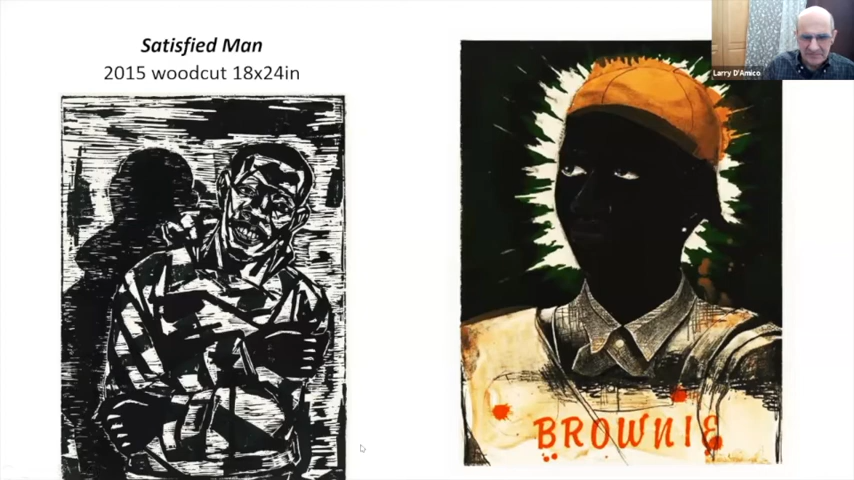 Satisfied Man
2015 woodcut 18x24in
Larry D'Amico
BROWNIE